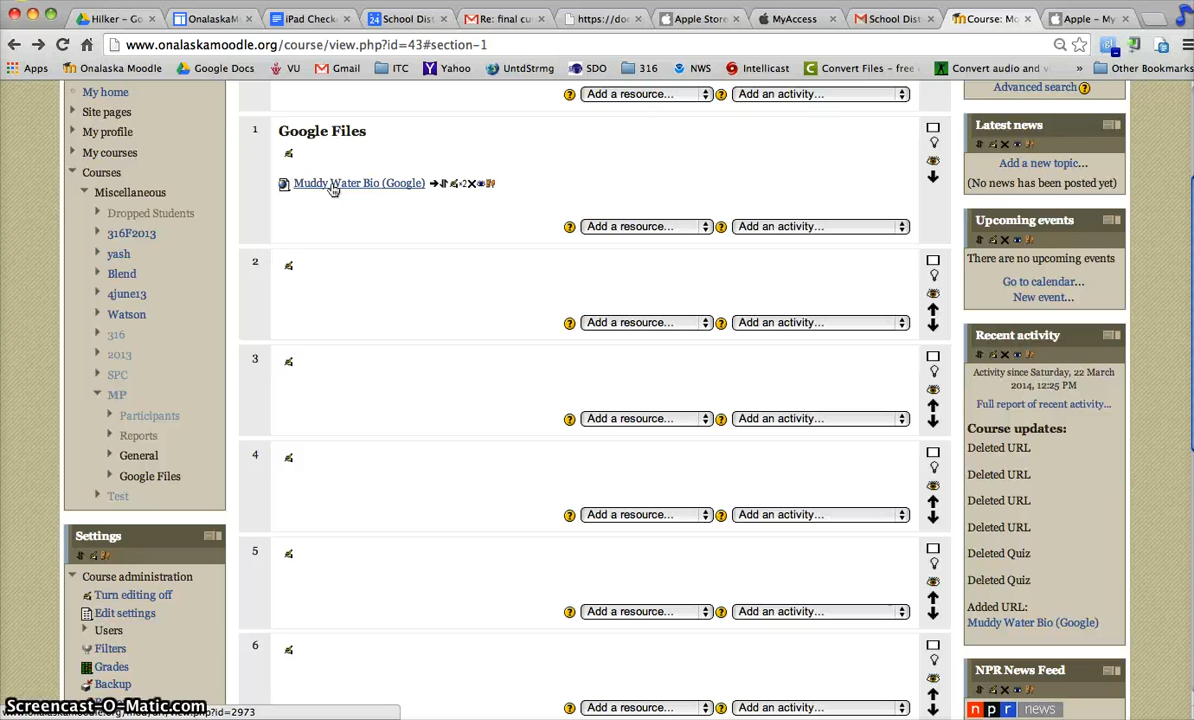 Hilker - Go
OnalaskaM
iPad Check
School Dist
Re: final cu
https://doc
Apple Store
MyAccess
School Dist
Course: Mo
Apple - My
www.onalaskamoodle.org/course/view.php?id=43#section-1
Apps Onalaska Moodle Google Docs VU Gmail ITC Yahoo UntdStrmg SDO 316 NWS Intellicast Convert Files - free Convert audio and v » Other Bookmarks
My home
Site pages
My profile
My courses
Courses
Miscellaneous
Dropped Students
316F2013
yash
Blend
4june13
Watson
316
2013
SPC
MP
Participants
Reports
General
Google Files
Test
Settings
Course administration
Turn editing off
Edit settings
Users
Filters
Grades
Backup
? Add a resource... ? Add an activity...
1 Google Files
Muddy Water Bio (Google) ×2
? Add a resource... ? Add an activity...
2
? Add a resource... ? Add an activity...
3
? Add a resource... ? Add an activity...
4
? Add a resource... ? Add an activity...
5
? Add a resource... ? Add an activity...
6
? Add a resource... ? Add an activity...
Advanced search ?
Latest news
Add a new topic...
(No news has been posted yet)
Upcoming events
There are no upcoming events
Go to calendar...
New event...
Recent activity
Activity since Saturday, 22 March
2014, 12:25 PM
Full report of recent activity...
Course updates:
Deleted URL
Deleted URL
Deleted URL
Deleted URL
Deleted Quiz
Deleted Quiz
Added URL:
Muddy Water Bio (Google)
NPR News Feed
n p r news
Screencast-O-Matic.com